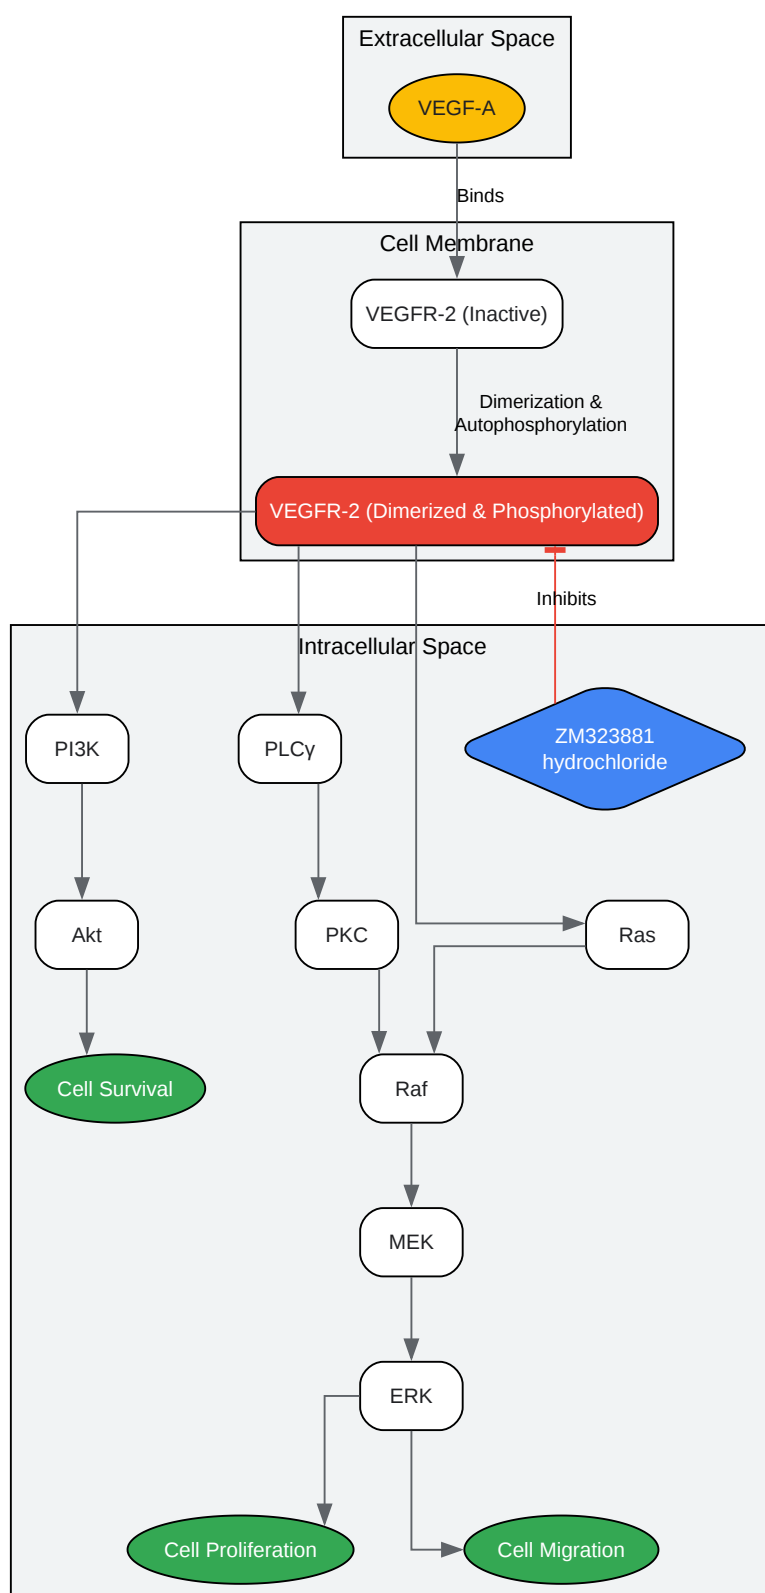 Extracellular Space
VEGF-A
Binds
Cell Membrane
VEGFR-2 (Inactive)
Dimerization &
Autophosphorylation
VEGFR-2 (Dimerized & Phosphorylated)
Inhibits
Intracellular Space
PI3K
PLCγ
ZM323881
hydrochloride
Akt
PKC
Ras
Cell Survival
Raf
MEK
ERK
Cell Proliferation
Cell Migration